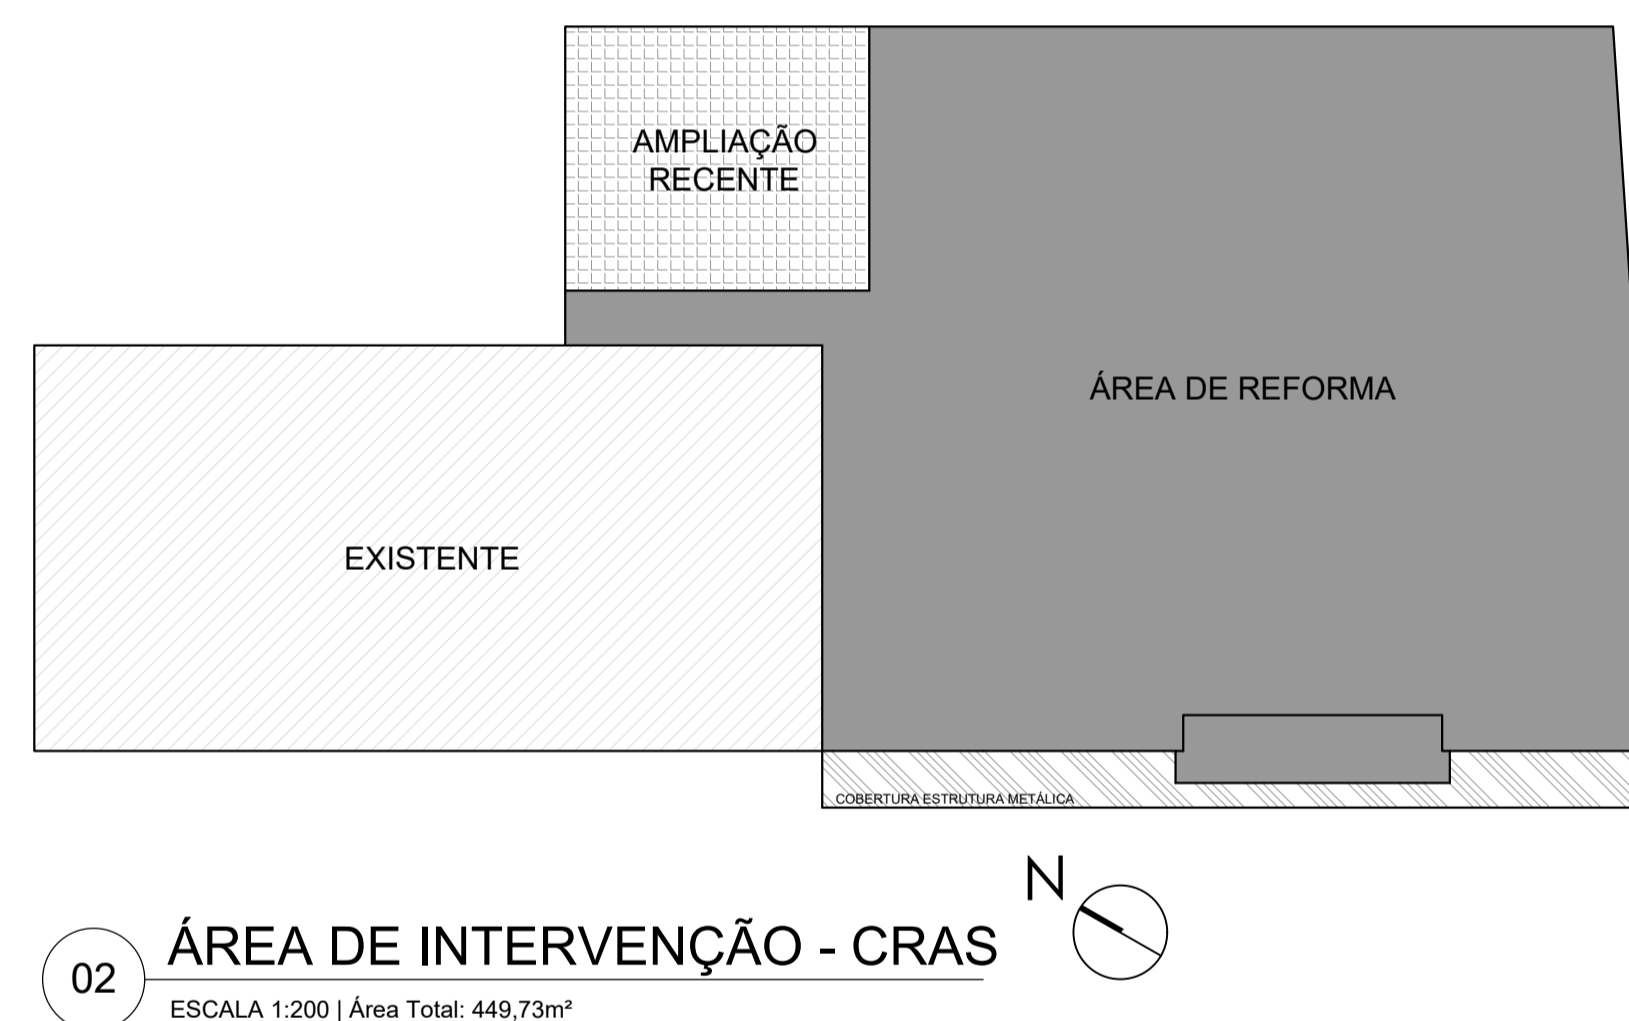 AMPLIAÇÃO
RECENTE
ÁREA DE REFORMA
EXISTENTE
COBERTURA ESTRUTURA METÁLICA
N
02
ÁREA DE INTERVENÇÃO - CRAS
ESCALA 1:200 | Área Total: 449,73m²